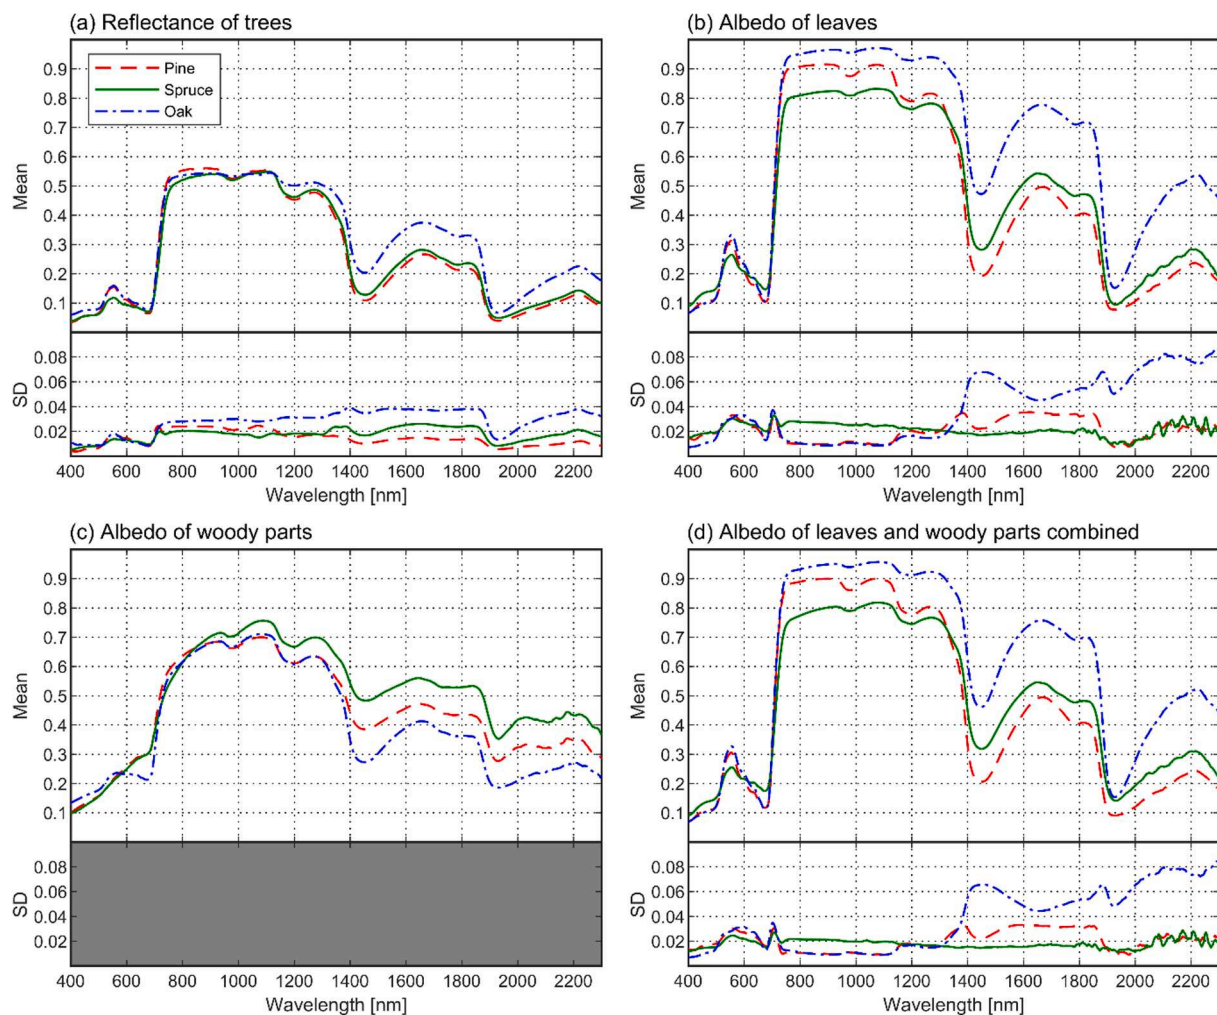 (a) Reflectance of trees
0.9
0.8
0.7
0.6
0.5
0.4
0.3
0.2
0.1
Mean
Pine
Spruce
Oak
0.08
0.06
0.04
0.02
SD
400 600 800 1000 1200 1400 1600 1800 2000 2200
Wavelength [nm]
(b) Albedo of leaves
0.9
0.8
0.7
0.6
0.5
0.4
0.3
0.2
0.1
Mean
0.08
0.06
0.04
0.02
SD
400 600 800 1000 1200 1400 1600 1800 2000 2200
Wavelength [nm]
(c) Albedo of woody parts
0.9
0.8
0.7
0.6
0.5
0.4
0.3
0.2
0.1
Mean
0.08
0.06
0.04
0.02
SD
400 600 800 1000 1200 1400 1600 1800 2000 2200
Wavelength [nm]
(d) Albedo of leaves and woody parts combined
0.9
0.8
0.7
0.6
0.5
0.4
0.3
0.2
0.1
Mean
0.08
0.06
0.04
0.02
SD
400 600 800 1000 1200 1400 1600 1800 2000 2200
Wavelength [nm]